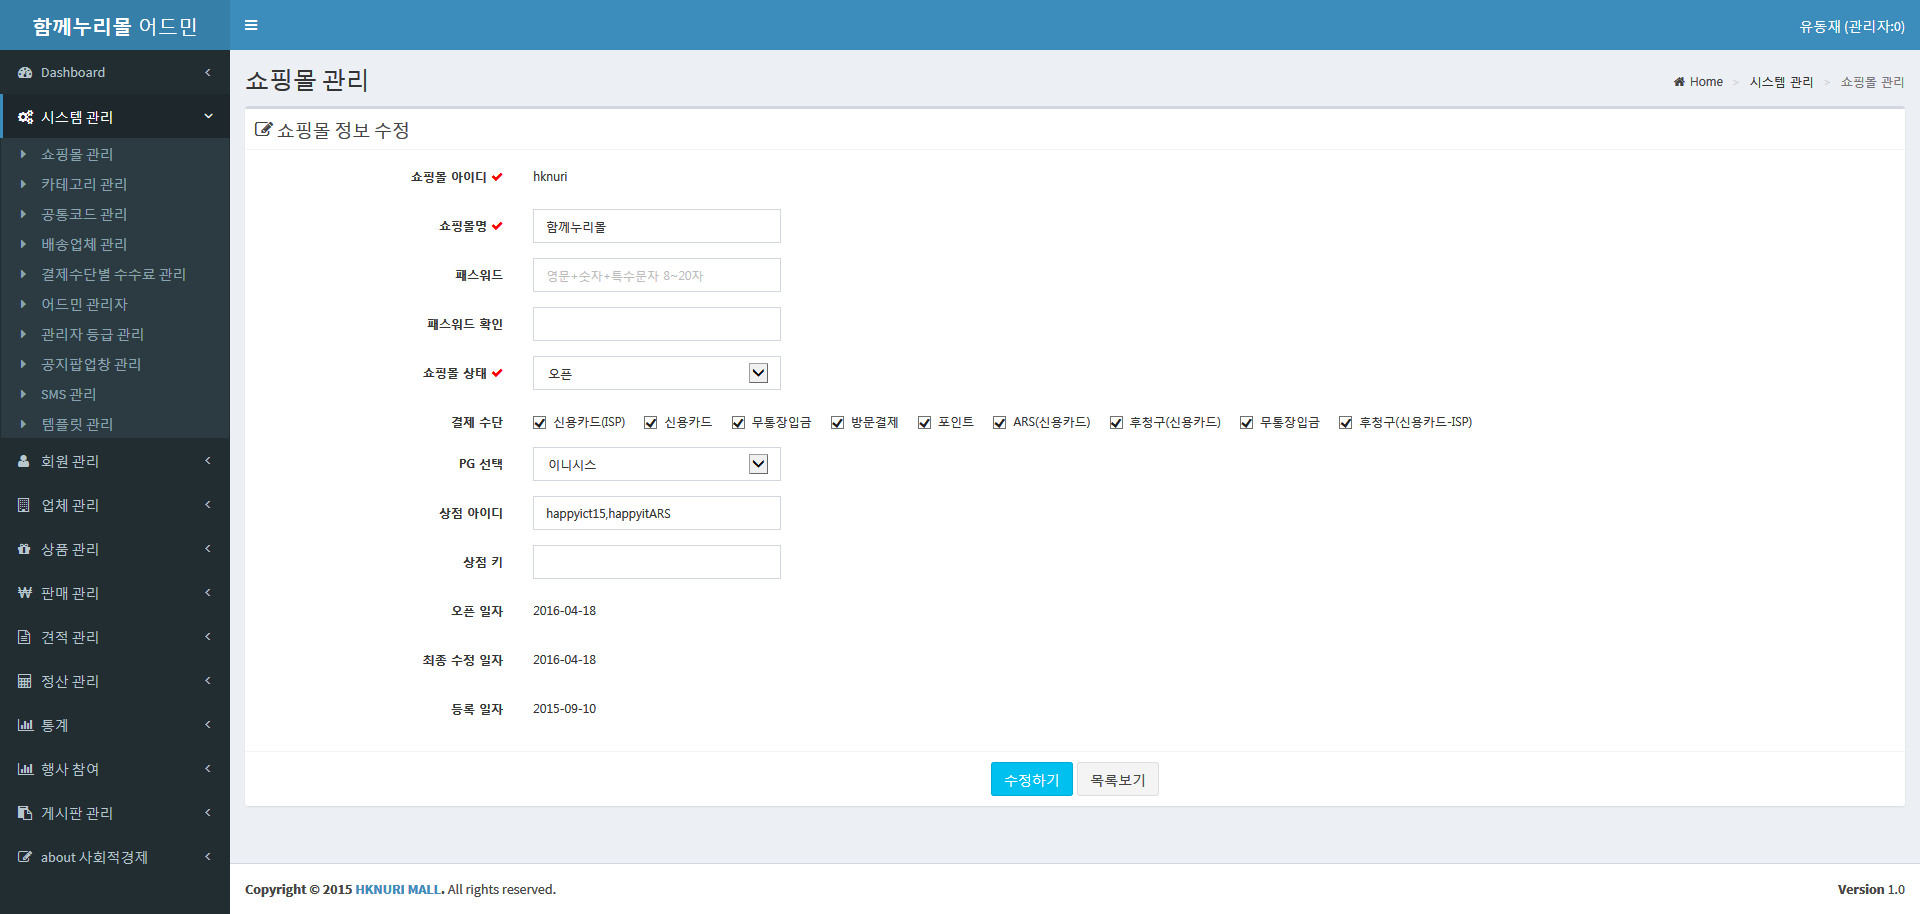 함께누리몰 어드민
유동재 (관리자:0)
Dashboard
시스템 관리
쇼핑몰 관리
카테고리 관리
공통코드 관리
배송업체 관리
결제수단별 수수료 관리
어드민 관리자
관리자 등급 관리
공지팝업창 관리
SMS 관리
템플릿 관리
회원 관리
업체 관리
상품 관리
판매 관리
견적 관리
정산 관리
통계
행사 참여
게시판 관리
about 사회적경제
쇼핑몰 관리
Home > 시스템 관리 > 쇼핑몰 관리
쇼핑몰 정보 수정
쇼핑몰 아이디 hknuri
쇼핑몰명 함께누리몰
패스워드 영문+숫자+특수문자 8~20자
패스워드 확인
쇼핑몰 상태 오픈
결제 수단 신용카드(ISP) 신용카드 무통장입금 방문결제 포인트 ARS(신용카드) 후청구(신용카드) 무통장입금 후청구(신용카드-ISP)
PG 선택 이니시스
상점 아이디 happyict15,happyitARS
상점 키
오픈 일자 2016-04-18
최종 수정 일자 2016-04-18
등록 일자 2015-09-10
수정하기 목록보기
Copyright © 2015 HKNURI MALL. All rights reserved.
Version 1.0